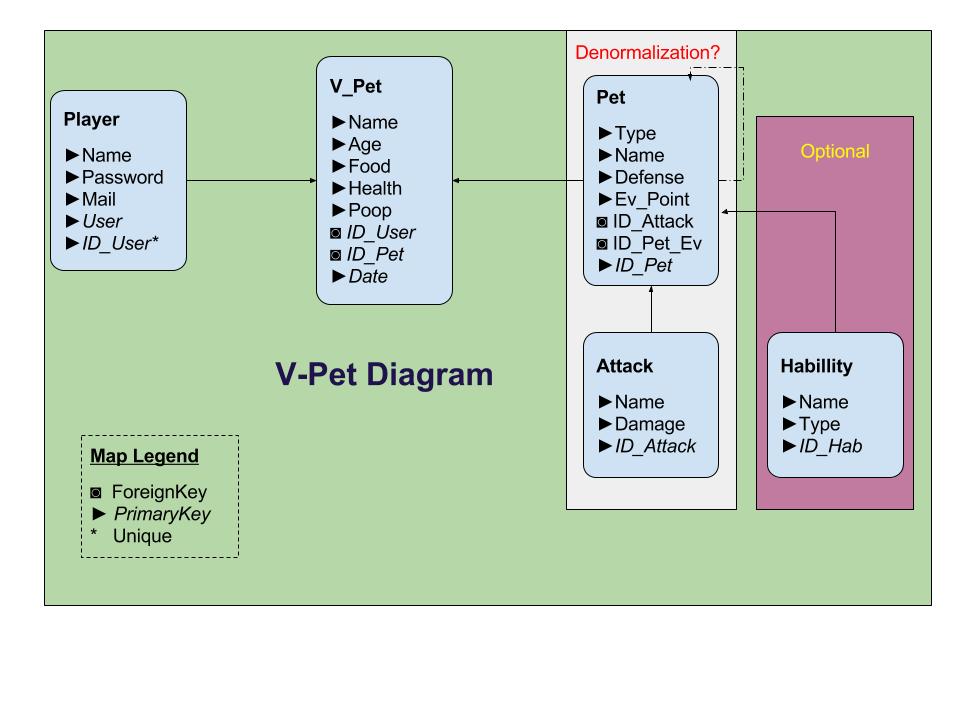 Denormalization?
Player
►Name
►Password
►Mail
►User
►ID_User*
V_Pet
►Name
►Age
►Food
►Health
►Poop
◙ ID_User
◙ ID_Pet
►Date
Pet
►Type
►Name
►Defense
►Ev_Point
◙ ID_Attack
◙ ID_Pet_Ev
►ID_Pet
Optional
V-Pet Diagram
Attack
►Name
►Damage
►ID_Attack
Habillity
►Name
►Type
►ID_Hab
Map Legend
◙ ForeignKey
► PrimaryKey
* Unique